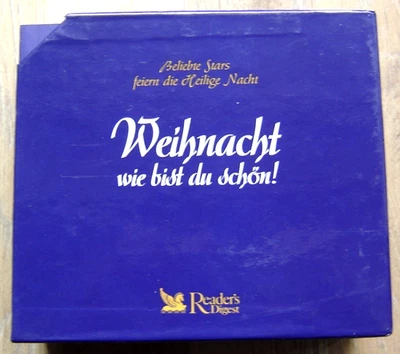 Beliebte Stars
feiern die Heilige Nacht
Weihnacht
wie bist du schön!
Reader's
Digest